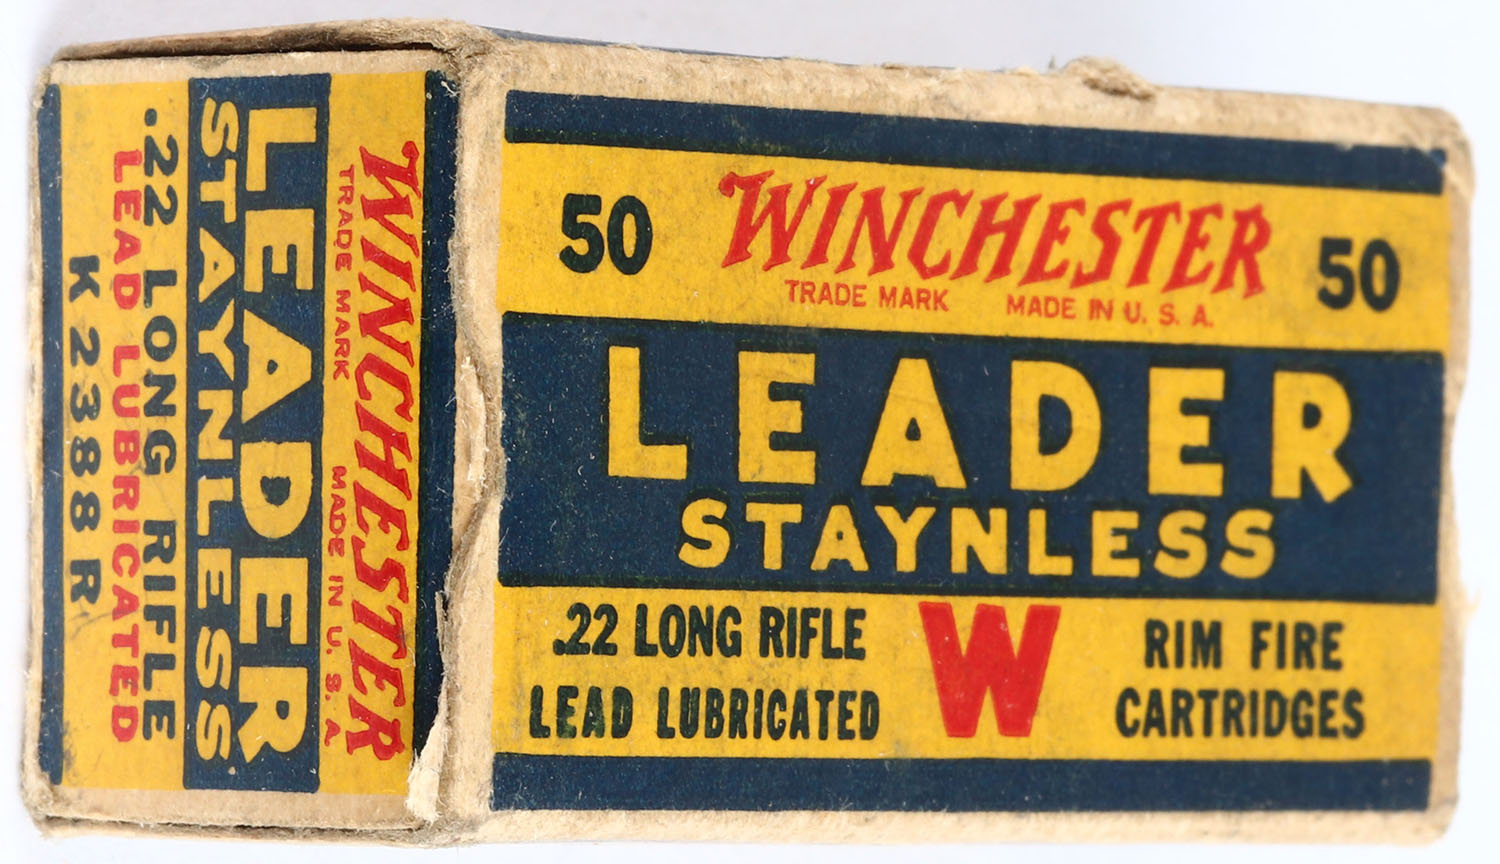 50 WINCHESTER 50
TRADE MARK MADE IN U. S. A.
LEADER
STAYNLESS
.22 LONG RIFLE W RIM FIRE
LEAD LUBRICATED CARTRIDGES
WINCHESTER
TRADE MARK MADE IN U. S. A
LEADER
STAYNLESS
.22 LONG RIFLE
LEAD LUBRICATED
K2388R